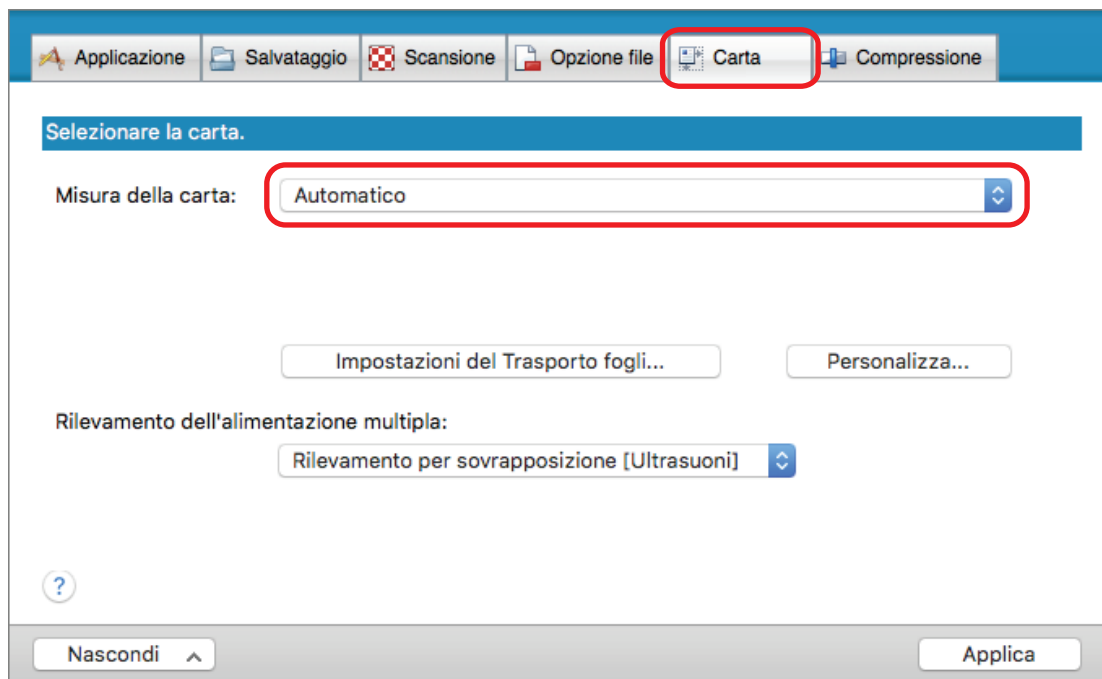 Applicazione Salvataggio Scansione Opzione file Carta Compressione
Selezionare la carta.
Misura della carta: Automatico
Impostazioni del Trasporto fogli... Personalizza...
Rilevamento dell'alimentazione multipla:
Rilevamento per sovrapposizione [Ultrasuoni]
?
Nascondi Applica